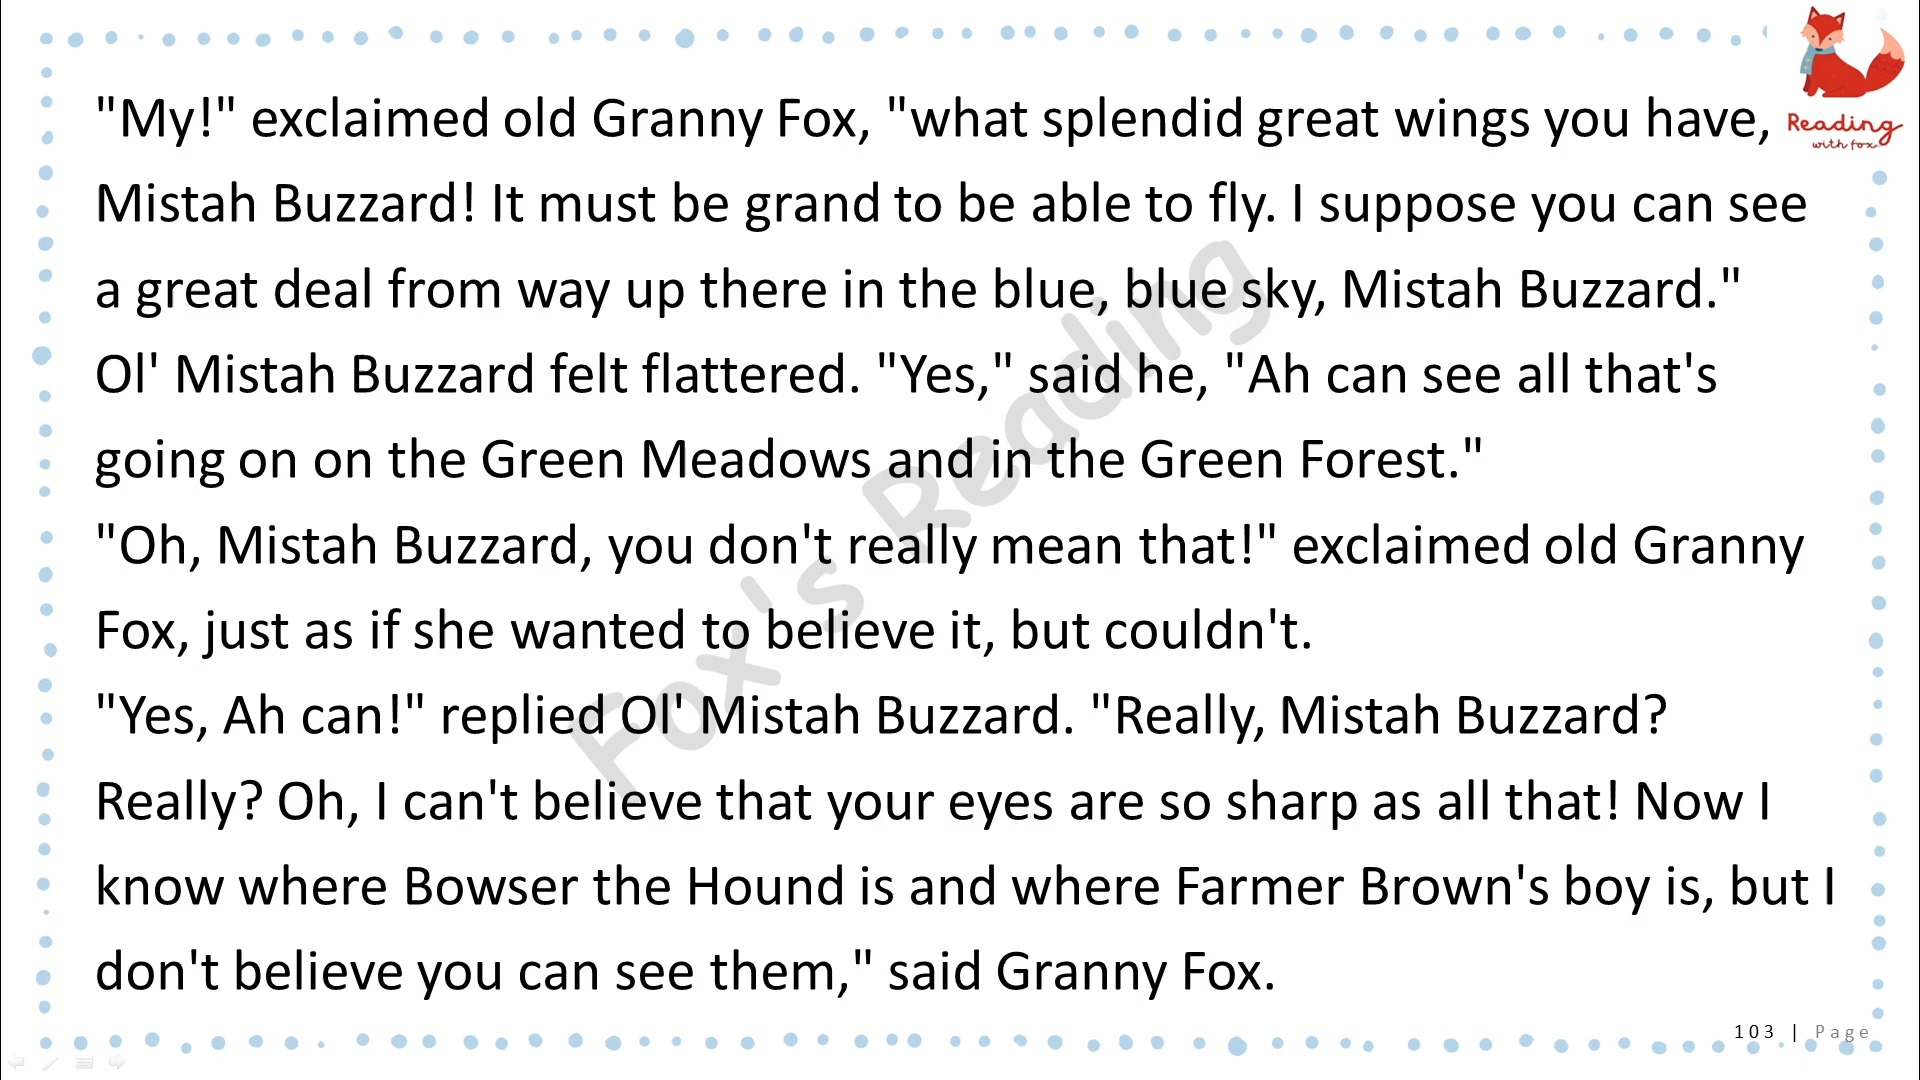 "My!" exclaimed old Granny Fox, "what splendid great wings you have,
Mistah Buzzard! It must be grand to be able to fly. I suppose you can see
a great deal from way up there in the blue, blue sky, Mistah Buzzard."
Ol' Mistah Buzzard felt flattered. "Yes," said he, "Ah can see all that's
going on on the Green Meadows and in the Green Forest."
"Oh, Mistah Buzzard, you don't really mean that!" exclaimed old Granny
Fox, just as if she wanted to believe it, but couldn't.
"Yes, Ah can!" replied Ol' Mistah Buzzard. "Really, Mistah Buzzard?
Really? Oh, I can't believe that your eyes are so sharp as all that! Now I
know where Bowser the Hound is and where Farmer Brown's boy is, but I
don't believe you can see them," said Granny Fox.
Reading
with fox
Fox's Reading
103 | Page